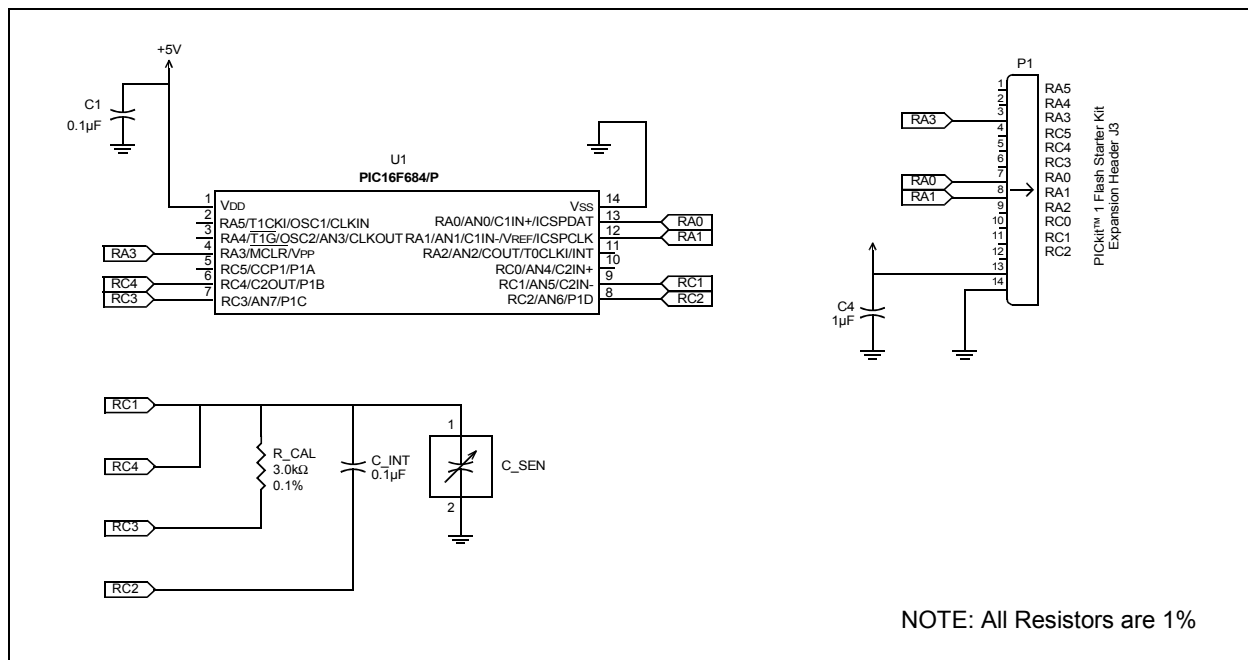 +5V
C1
0.1µF
U1
PIC16F684/P
1
VDD
2
RA5/T1CKI/OSC1/CLKIN
3
RA4/T1G/OSC2/AN3/CLKOUT
RA3
4
RA3/MCLR/VPP
5
RC5/CCP1/P1A
RC4
6
RC4/C2OUT/P1B
RC3
7
RC3/AN7/P1C
VSS
14
RA0/AN0/C1IN+/ICSPDAT
13
RA0
RA1/AN1/C1IN-/VREF/ICSPCLK
12
RA1
RA2/AN2/COUT/T0CLKI/INT
11
RC0/AN4/C2IN+
10
RC1/AN5/C2IN-
9
RC1
RC2/AN6/P1D
8
RC2
P1
1
RA5
2
RA4
3
RA3
RA3
4
RC5
5
RC4
6
RC3
7
RA0
RA0
8
RA1
RA1
9
RA2
10
RC0
11
RC1
12
RC2
13
14
PICkit™ 1 Flash Starter Kit
Expansion Header J3
C4
1µF
RC1
RC4
RC3
RC2
R_CAL
3.0kΩ
0.1%
C_INT
0.1µF
1
C_SEN
2
NOTE: All Resistors are 1%